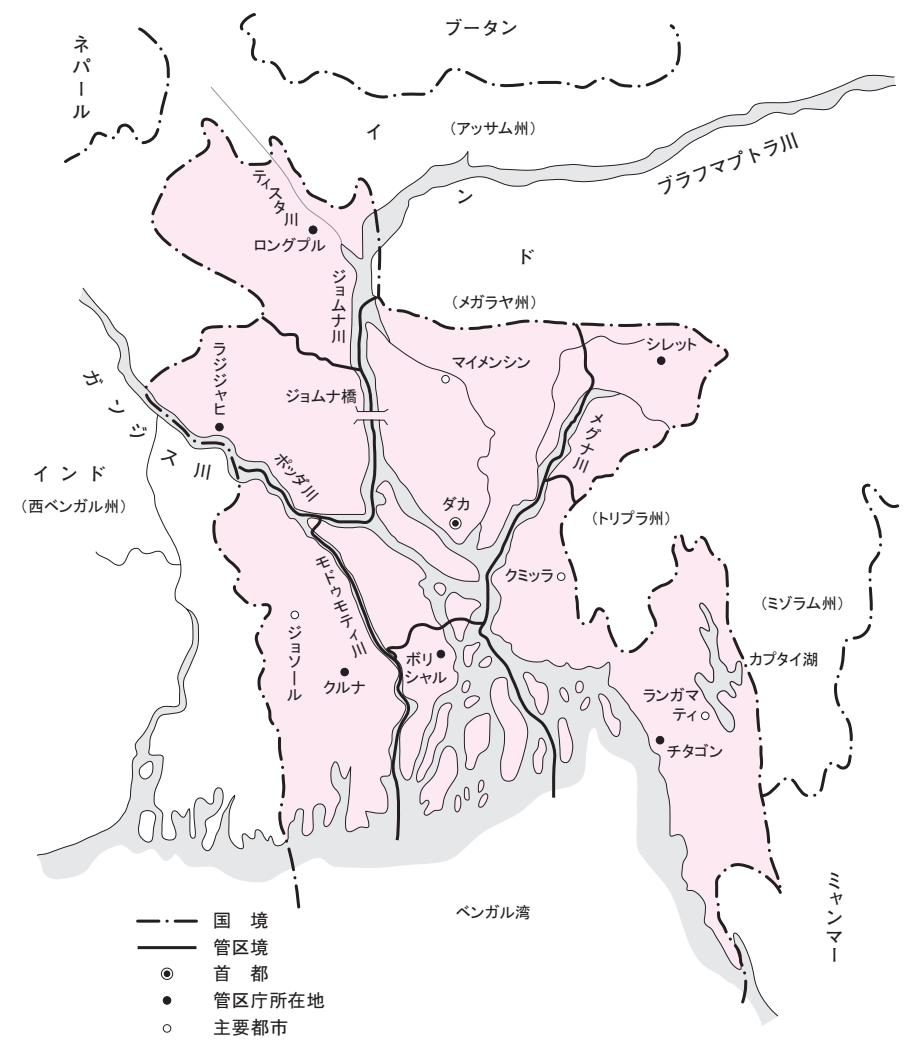 ネパール
ブータン
イ
ン
ド
（アッサム州）
ブラフマプトラ川
ティスタ川
ロングプル
ジョムナ川
（メガラヤ州）
シレット
マイメンシン
ラジジャヒ
ジョムナ橋
メグナ川
ガンジス川
ポッダ川
インド
（西ベンガル州）
ダカ
（トリプラ州）
クミッラ
モドゥモティ川
（ミゾラム州）
ジョソール
ボリ
シャル
カプタイ湖
クルナ
ランガマ
ティ
チタゴン
ミャンマー
ベンガル湾
国　境
管区境
首　都
管区庁所在地
主要都市